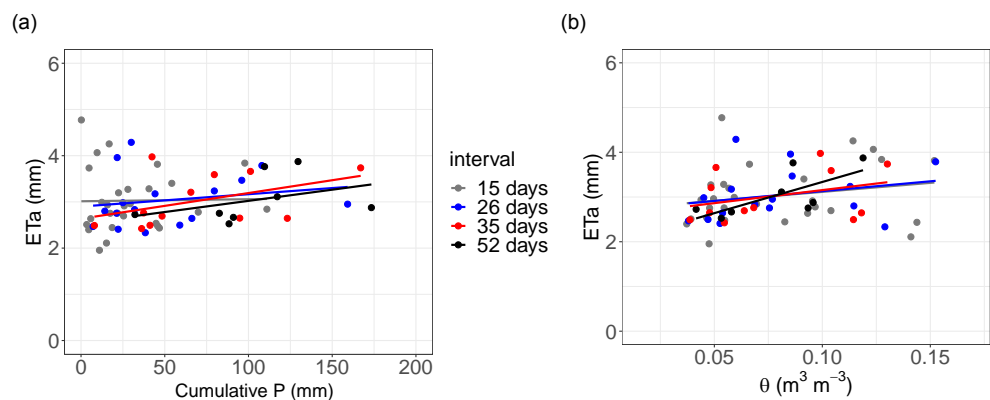 (a)
6
4
2
0
ETa (mm)
0 50 100 150 200
Cumulative P (mm)
interval
15 days
26 days
35 days
52 days
(b)
6
4
2
0
ETa (mm)
0.05 0.10 0.15
θ (m³ m⁻³)